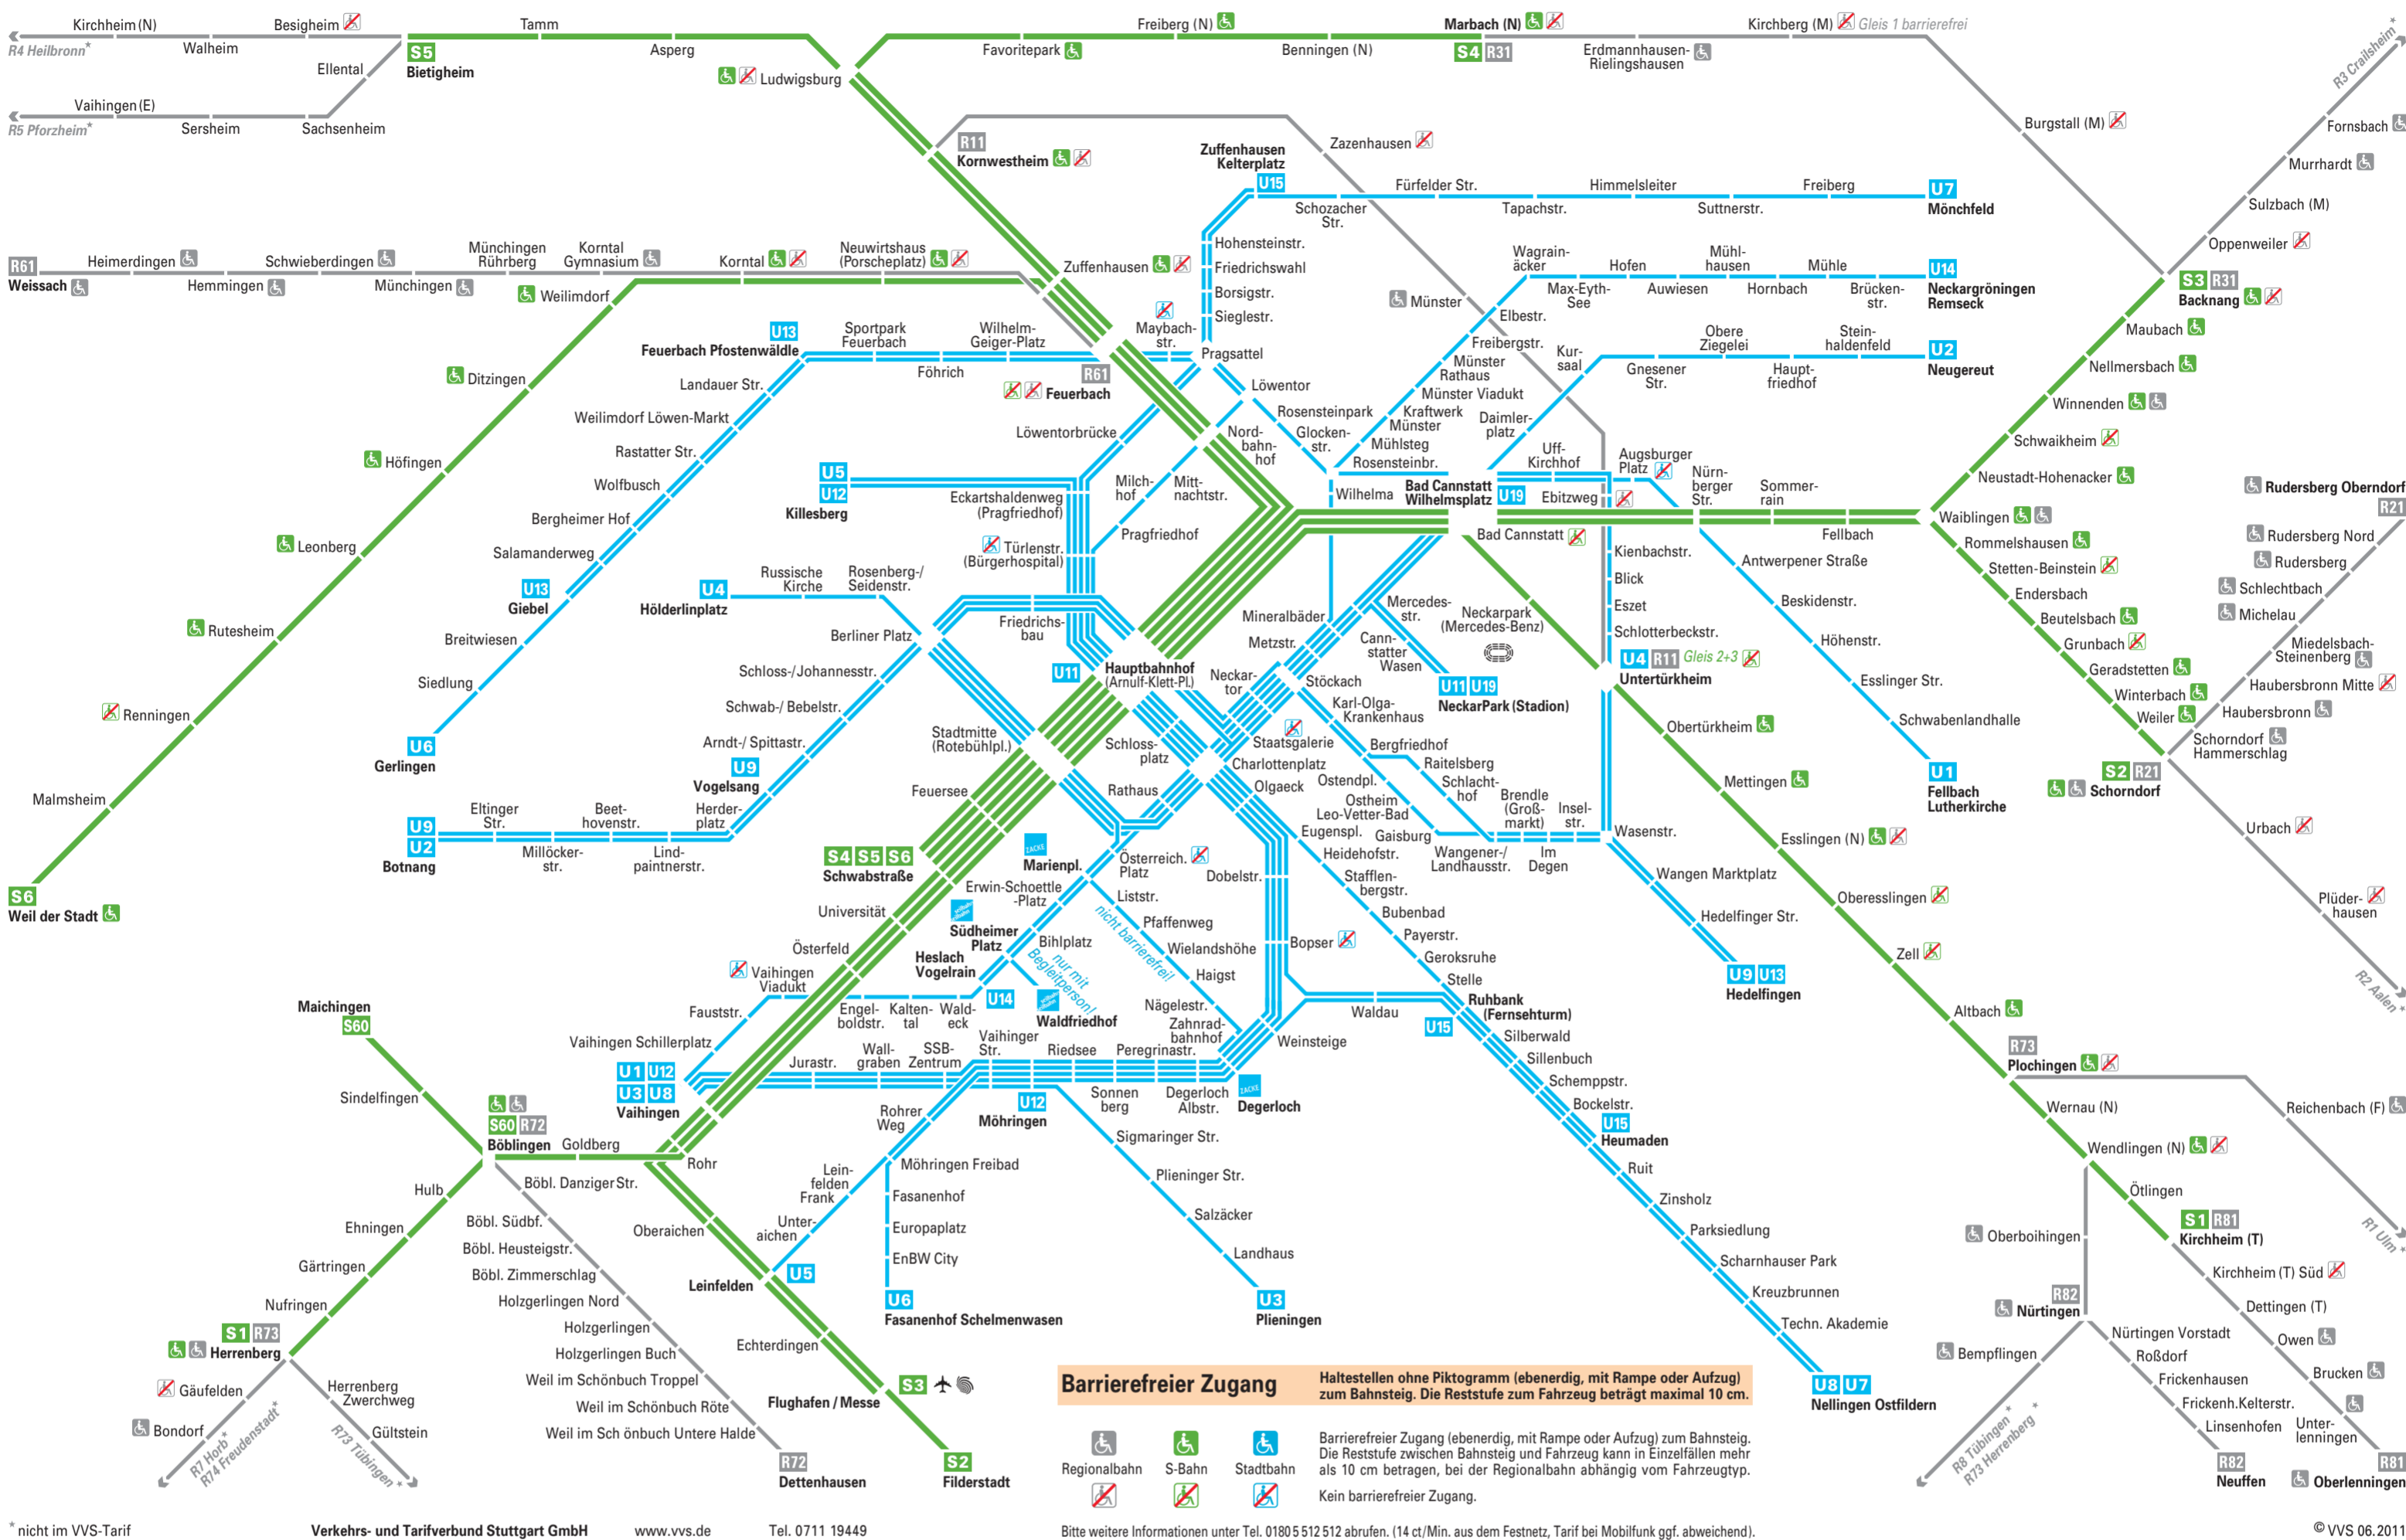 Kirchheim (N)
Besigheim
Tamm
Freiberg (N)
Marbach (N)
Kirchberg (M)
Gleis 1 barrierefrei
R4 Heilbronn*
Walheim
S5
Bietigheim
Asperg
Favoritepark
Benningen (N)
S4 R31
Erdmannhausen-
Rielingshausen
R3 Crailsheim*
Ellental
Ludwigsburg
Vaihingen (E)
R5 Pforzheim*
Sersheim
Sachsenheim
R11
Kornwestheim
Zazenhausen
Burgstall (M)
Fornsbach
Murrhardt
Sulzbach (M)
Oppenweiler
Zuffenhausen
Kelterplatz
U15
Schozacher
Str.
Fürfelder Str.
Tapachstr.
Himmelsleiter
Suttnerstr.
Freiberg
U7
Mönchfeld
R61
Weissach
Heimerdingen
Hemmingen
Schwieberdingen
Münchingen
Münchingen
Rührberg
Korntal
Gymnasium
Korntal
Neuwirtshaus
(Porscheplatz)
Zuffenhausen
Weilimdorf
Hohensteinstr.
Friedrichswahl
Borsigstr.
Sieglestr.
Wagrain-
äcker
Max-Eyth-
See
Hofen
Auwiesen
Mühl-
hausen
Hornbach
Mühle
Brücken-
str.
U14
Neckargröningen
Remseck
S3 R31
Backnang
Maubach
Nellmersbach
Winnenden
Schwaikheim
Neustadt-Hohenacker
Münster
Elbestr.
Freibergstr.
Münster
Rathaus
Münster Viadukt
Kraftwerk
Münster
Mühlsteg
Kur-
saal
Daimler-
platz
Gnesener
Str.
Obere
Ziegelei
Haupt-
friedhof
Stein-
haldenfeld
U2
Neugereut
U13
Feuerbach Pfostenwäldle
Sportpark
Feuerbach
Föhrich
Wilhelm-
Geiger-Platz
R61
Feuerbach
Maybach-
str.
Pragsattel
Löwentor
Ditzingen
Höfingen
Leonberg
Rutesheim
Renningen
Malmsheim
S6
Weil der Stadt
Landauer Str.
Weilimdorf Löwen-Markt
Rastatter Str.
Wolfbusch
Bergheimer Hof
Salamanderweg
U13
Giebel
Breitwiesen
Siedlung
U6
Gerlingen
Löwentorbrücke
Rosensteinpark
Glocken-
str.
Nord-
bahn-
hof
Rosensteinbr.
Wilhelma
Milch-
hof
Mitt-
nachtstr.
Pragfriedhof
U5
U12
Killesberg
Eckartshaldenweg
(Pragfriedhof)
Türlenstr.
(Bürgerhospital)
Bad Cannstatt
Wilhelmsplatz
U19
Uff-
Kirchhof
Ebitzweg
Augsburger
Platz
Nürn-
berger
Str.
Sommer-
rain
Bad Cannstatt
Fellbach
Waiblingen
Rommelshausen
Stetten-Beinstein
Endersbach
Beutelsbach
Grunbach
Geradstetten
Winterbach
Weiler
S2 R21
Schorndorf
Rudersberg Oberndorf
R21
Rudersberg Nord
Rudersberg
Schlechtbach
Michelau
Miedelsbach-
Steinenberg
Haubersbronn Mitte
Haubersbronn
Schorndorf
Hammerschlag
Urbach
Plüder-
hausen
R2 Aalen*
Kienbachstr.
Blick
Eszet
Schlotterbeckstr.
U4 R11 Gleis 2+3
Untertürkheim
Antwerpener Straße
Beskidenstr.
Höhenstr.
Esslinger Str.
Schwabenlandhalle
U1
Fellbach
Lutherkirche
U4
Hölderlinplatz
Russische
Kirche
Rosenberg-/
Seidenstr.
Berliner Platz
Friedrichs-
bau
Schloss-/Johannesstr.
Schwab-/ Bebelstr.
Arndt-/ Spittastr.
U9
Vogelsang
Herder-
platz
Lind-
paintnerstr.
Beet-
hovenstr.
Millöcker-
str.
Eltinger
Str.
U9
U2
Botnang
U11
Hauptbahnhof
(Arnulf-Klett-Pl.)
Mineralbäder
Metzstr.
Neckar-
tor
Stöckach
Mercedes-
str.
Cann-
statter
Wasen
Neckarpark
(Mercedes-Benz)
U11 U19
NeckarPark (Stadion)
Karl-Olga-
Krankenhaus
Bergfriedhof
Raitelsberg
Schlacht-
hof
Ostendpl.
Ostheim
Leo-Vetter-Bad
Gaisburg
Wangener-/
Landhausstr.
Brendle
(Groß-
markt)
Im
Degen
Insel-
str.
Wasenstr.
Wangen Marktplatz
Hedelfinger Str.
U9 U13
Hedelfingen
Obertürkheim
Mettingen
Esslingen (N)
Oberesslingen
Zell
Altbach
R73
Plochingen
Wernau (N)
Wendlingen (N)
Ötlingen
S1 R81
Kirchheim (T)
Reichenbach (F)
R1 Ulm*
Stadtmitte
(Rotebühlpl.)
Schloss-
platz
Staatsgalerie
Charlottenplatz
Olgaeck
Feuersee
Rathaus
S4 S5 S6
Schwabstraße
ZACKE
Marienpl.
Österreich.
Platz
Dobelstr.
Eugenspl.
Heidehofstr.
Stafflen-
bergstr.
Bubenbad
Payerstr.
Geroksruhe
Stelle
Ruhbank
(Fernsehturm)
U15
Bopser
Waldau
Weinsteige
Universität
Österfeld
Erwin-Schoettle
-Platz
Südheimer
Platz
Bihlplatz
nur mit
Begleitperson!
Heslach
Vogelrain
U14
Waldfriedhof
Liststr.
Pfaffenweg
Wielandshöhe
Haigst
Nägelestr.
Zahnrad-
bahnhof
nicht barrierefrei!
Vaihingen
Viadukt
Engel-
boldstr.
Kalten-
tal
Wald-
eck
Fauststr.
Vaihingen Schillerplatz
U1 U12
U3 U8
Vaihingen
Jurastr.
Wall-
graben
SSB-
Zentrum
Vaihinger
Str.
Riedsee
Peregrinastr.
Sonnen
berg
Degerloch
Albstr.
ZACKE
Degerloch
U12
Möhringen
Silberwald
Sillenbuch
Schemppstr.
Bockelstr.
U15
Heumaden
Ruit
Zinsholz
Parksiedlung
Scharnhauser Park
Kreuzbrunnen
Techn. Akademie
U8 U7
Nellingen Ostfildern
Maichingen
S60
Sindelfingen
S60 R72
Böblingen
Goldberg
Rohr
Hulb
Ehningen
Gärtringen
Nufringen
S1 R73
Herrenberg
Gäufelden
Bondorf
R7 Horb*
R74 Freudenstadt*
Herrenberg
Zwerchweg
Gültstein
R73 Tübingen*
Böbl. Danziger Str.
Böbl. Südbf.
Böbl. Heusteigstr.
Böbl. Zimmerschlag
Holzgerlingen Nord
Holzgerlingen
Holzgerlingen Buch
Weil im Schönbuch Troppel
Weil im Schönbuch Röte
Weil im Sch önbuch Untere Halde
R72
Dettenhausen
Oberaichen
Leinfelden
Echterdingen
Flughafen / Messe
S3
S2
Filderstadt
Rohrer
Weg
Lein-
felden
Frank
Unter-
aichen
U5
Möhringen Freibad
Fasanenhof
Europaplatz
EnBW City
U6
Fasanenhof Schelmenwasen
Sigmaringer Str.
Plieninger Str.
Salzäcker
Landhaus
U3
Plieningen
Oberboihingen
R82
Nürtingen
Bempflingen
R8 Tübingen*
R73 Herrenberg*
Nürtingen Vorstadt
Roßdorf
Frickenhausen
Frickenh.Kelterstr.
Linsenhofen
R82
Neuffen
Kirchheim (T) Süd
Dettingen (T)
Owen
Brucken
Unter-
lenningen
R81
Oberlenningen
Barrierefreier Zugang
Haltestellen ohne Piktogramm (ebenerdig, mit Rampe oder Aufzug)
zum Bahnsteig. Die Reststufe zum Fahrzeug beträgt maximal 10 cm.
Regionalbahn S-Bahn Stadtbahn
Barrierefreier Zugang (ebenerdig, mit Rampe oder Aufzug) zum Bahnsteig.
Die Reststufe zwischen Bahnsteig und Fahrzeug kann in Einzelfällen mehr
als 10 cm betragen, bei der Regionalbahn abhängig vom Fahrzeugtyp.
Kein barrierefreier Zugang.
* nicht im VVS-Tarif
Verkehrs- und Tarifverbund Stuttgart GmbH
www.vvs.de
Tel. 0711 19449
Bitte weitere Informationen unter Tel. 01805 512 512 abrufen. (14 ct/Min. aus dem Festnetz, Tarif bei Mobilfunk ggf. abweichend).
© VVS 06.2011